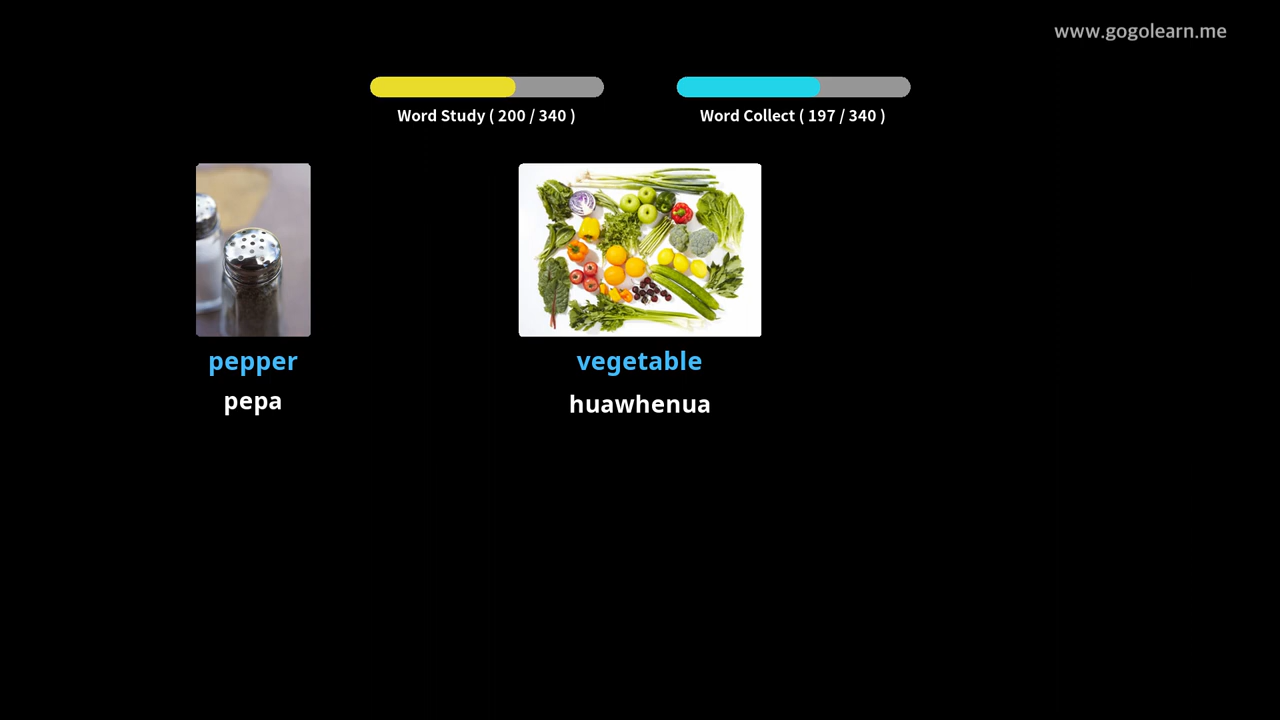 www.gogolearn.me
Word Study ( 200 / 340 )
Word Collect ( 197 / 340 )
pepper
pepa
vegetable
huawhenua